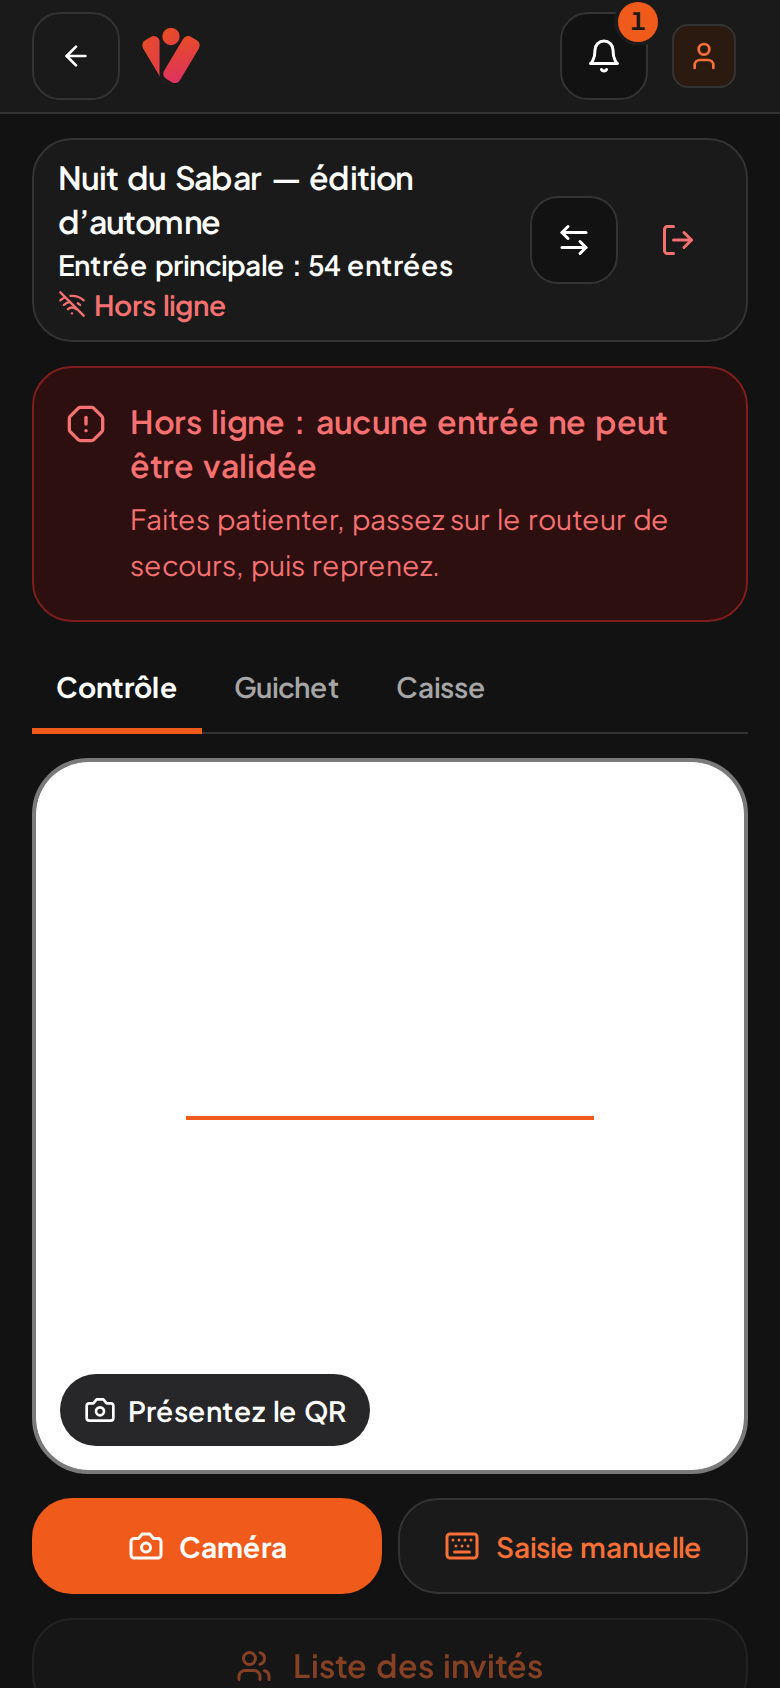 1
Nuit du Sabar — édition
d’automne
Entrée principale : 54 entrées
Hors ligne
Hors ligne : aucune entrée ne peut
être validée
Faites patienter, passez sur le routeur de
secours, puis reprenez.
Contrôle Guichet Caisse
Présentez le QR
Caméra Saisie manuelle
Liste des invités